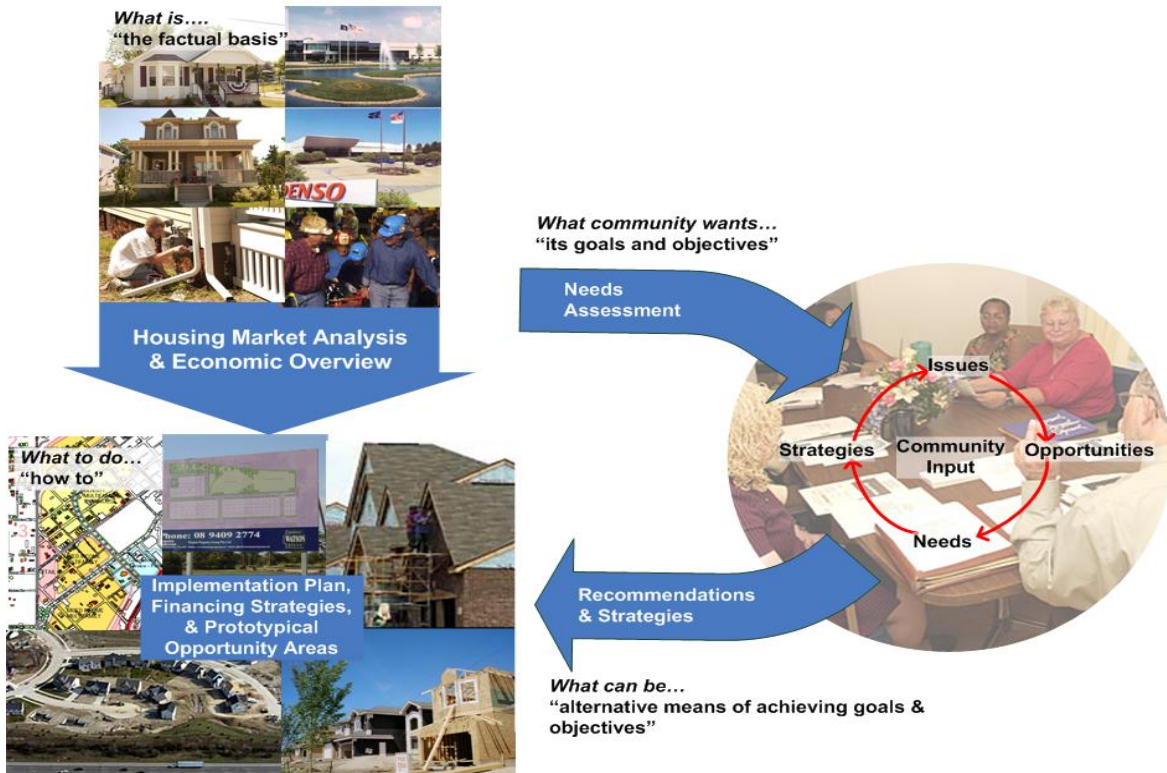 What is….
“the factual basis”
DENSO
Housing Market Analysis
& Economic Overview
What community wants…
“its goals and objectives”
Needs
Assessment
Issues
Strategies
Community
Input
Opportunities
Needs
What to do…
“how to”
Phone: 08 9409 2774
WATSON
Implementation Plan,
Financing Strategies,
& Prototypical
Opportunity Areas
Recommendations
& Strategies
What can be…
“alternative means of achieving goals &
objectives”